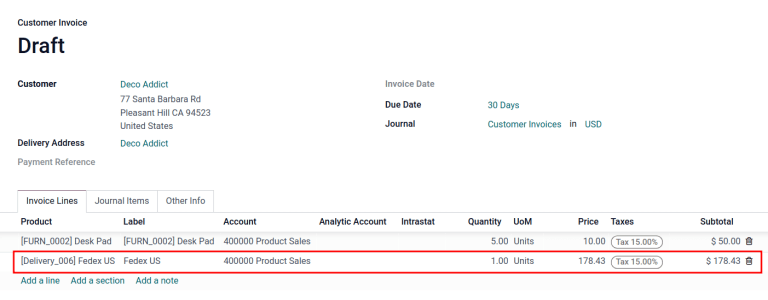 Customer Invoice
Draft
Customer Deco Addict Invoice Date
77 Santa Barbara Rd
Pleasant Hill CA 94523
United States
Due Date 30 Days
Journal Customer Invoices in USD
Delivery Address Deco Addict
Payment Reference
Invoice Lines Journal Items Other Info
Product Label Account Analytic Account Intrastat Quantity UoM Price Taxes Subtotal
[FURN_0002] Desk Pad [FURN_0002] Desk Pad 400000 Product Sales 5.00 Units 10.00 Tax 15.00% $ 50.00
[Delivery_006] Fedex US Fedex US 400000 Product Sales 1.00 Units 178.43 Tax 15.00% $ 178.43
Add a line Add a section Add a note